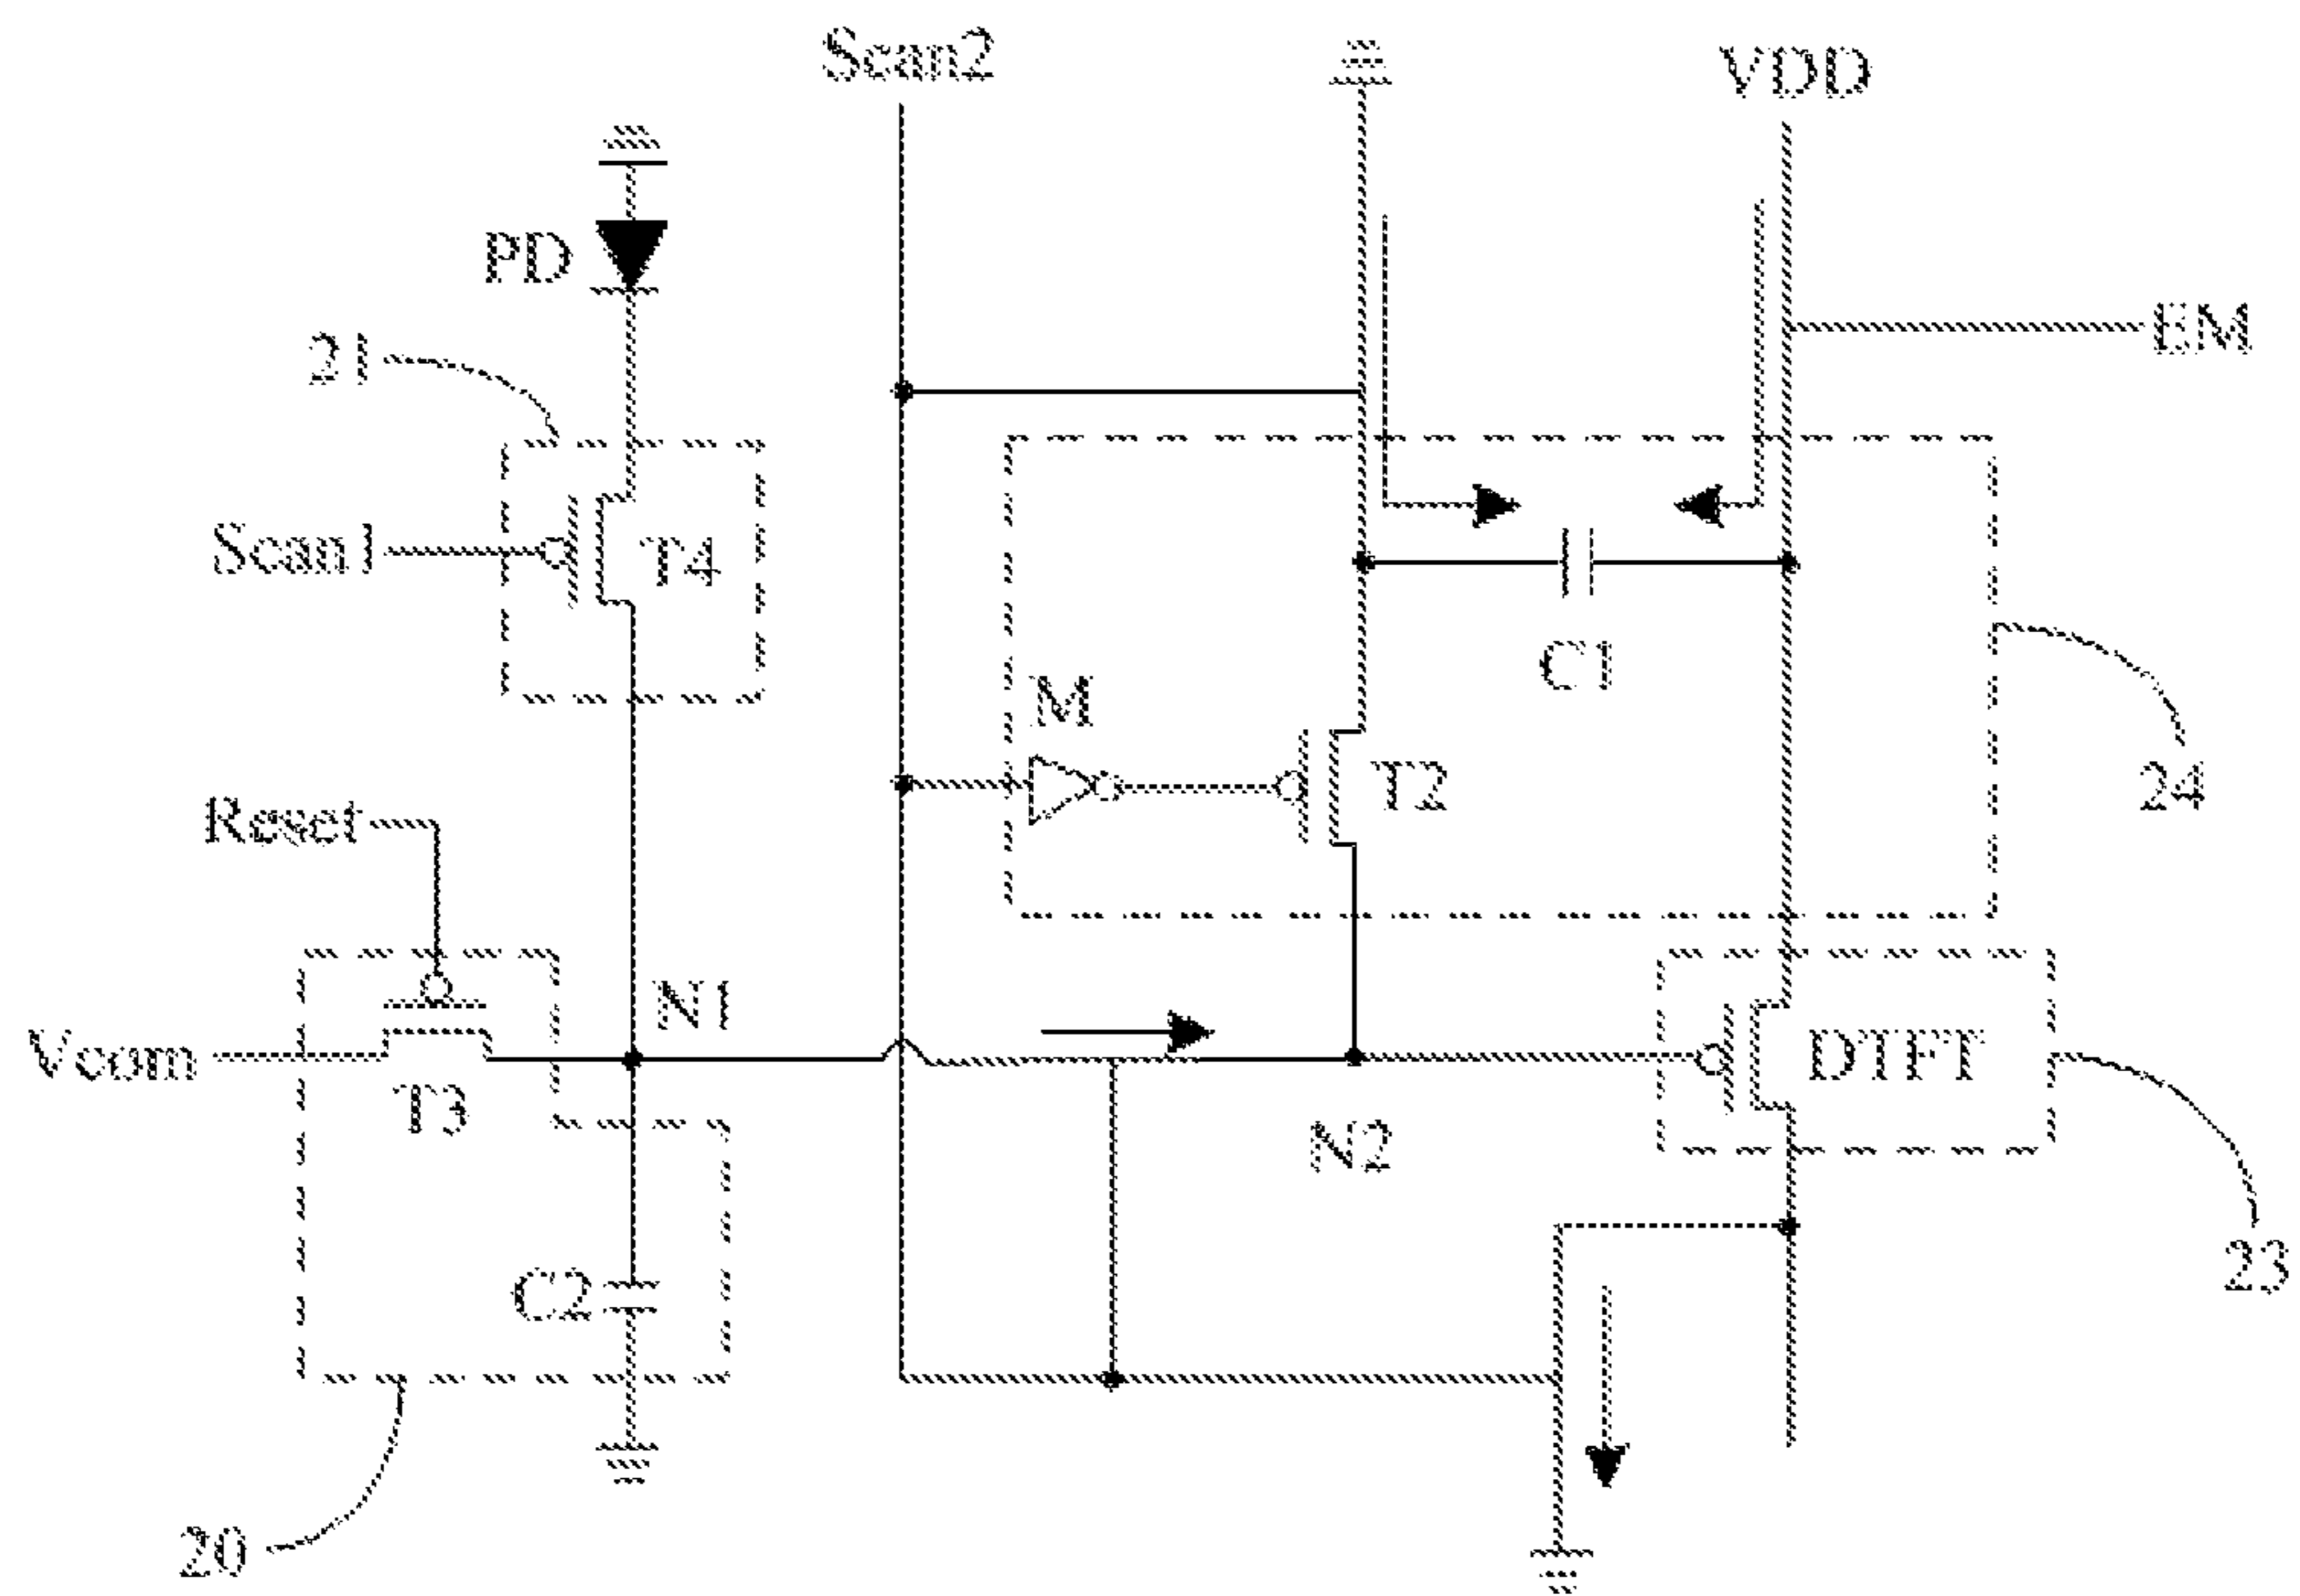 Scan2
VDD
PD
EM
21
Scan1
T4
C1
M
T2
24
Reset
N1
Vcom
T3
DTFT
N2
C2
23
20